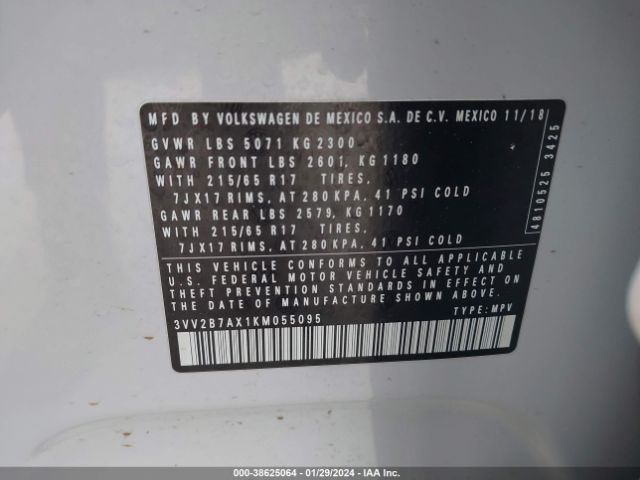 MFD BY VOLKSWAGEN DE MEXICO S.A. DE C.V. MEXICO 11/18
GVWR LBS 5071 KG 2300
GAWR FRONT LBS 2601, KG 1180
WITH 215/65 R17 TIRES,
7JX17 RIMS, AT 280 KPA, 41 PSI COLD
GAWR REAR LBS 2579, KG 1170
WITH 215/65 R17 TIRES,
7JX17 RIMS, AT 280 KPA, 41 PSI COLD
THIS VEHICLE CONFORMS TO ALL APPLICABLE
U.S. FEDERAL MOTOR VEHICLE SAFETY AND
THEFT PREVENTION STANDARDS IN EFFECT ON
THE DATE OF MANUFACTURE SHOWN ABOVE.
3VV2B7AX1KM055095 TYPE: MPV
4810525 3425
000-38625064 / 01/29/2024 / IAA Inc.